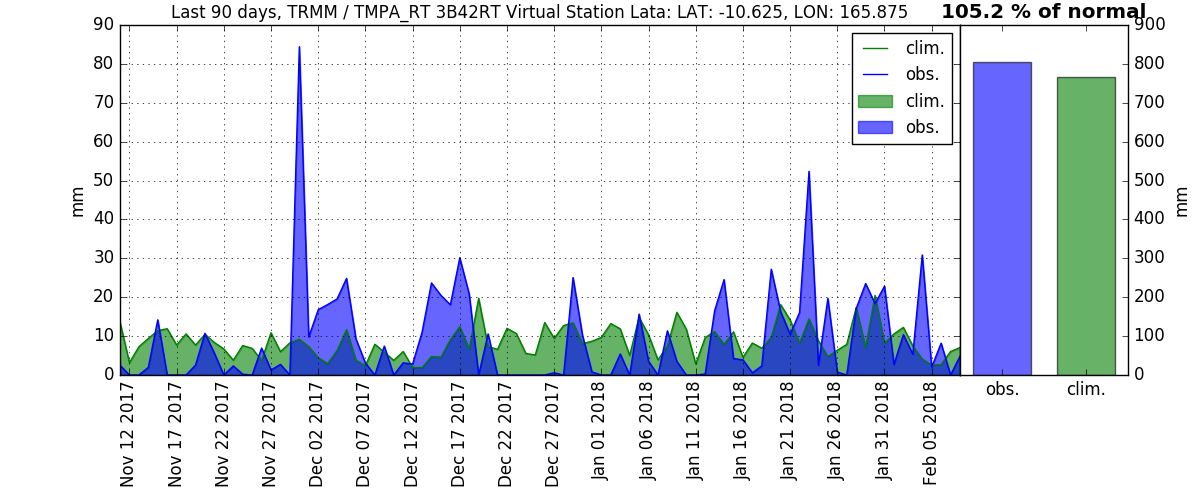 Last 90 days, TRMM / TMPA_RT 3B42RT Virtual Station Lata: LAT: -10.625, LON: 165.875
105.2 % of normal
90
80
70
60
50
40
30
20
10
0
mm
clim.
obs.
clim.
obs.
900
800
700
600
500
400
300
200
100
0
mm
Nov 12 2017
Nov 17 2017
Nov 22 2017
Nov 27 2017
Dec 02 2017
Dec 07 2017
Dec 12 2017
Dec 17 2017
Dec 22 2017
Dec 27 2017
Jan 01 2018
Jan 06 2018
Jan 11 2018
Jan 16 2018
Jan 21 2018
Jan 26 2018
Jan 31 2018
Feb 05 2018
obs.
clim.